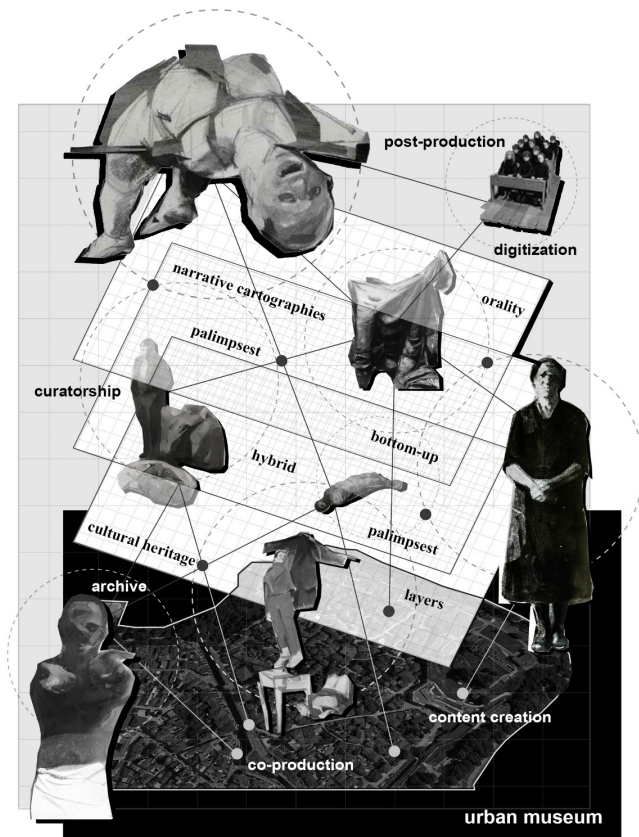 post-production
digitization
narrative cartographies
orality
palimpsest
curatorship
bottom-up
hybrid
palimpsest
cultural heritage
archive
layers
content creation
co-production
urban museum